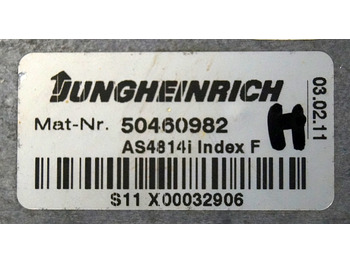 JUNGHEINRICH
Mat-Nr. 50460982
AS4814i Index F
S11 X00032906
03.02.11
H